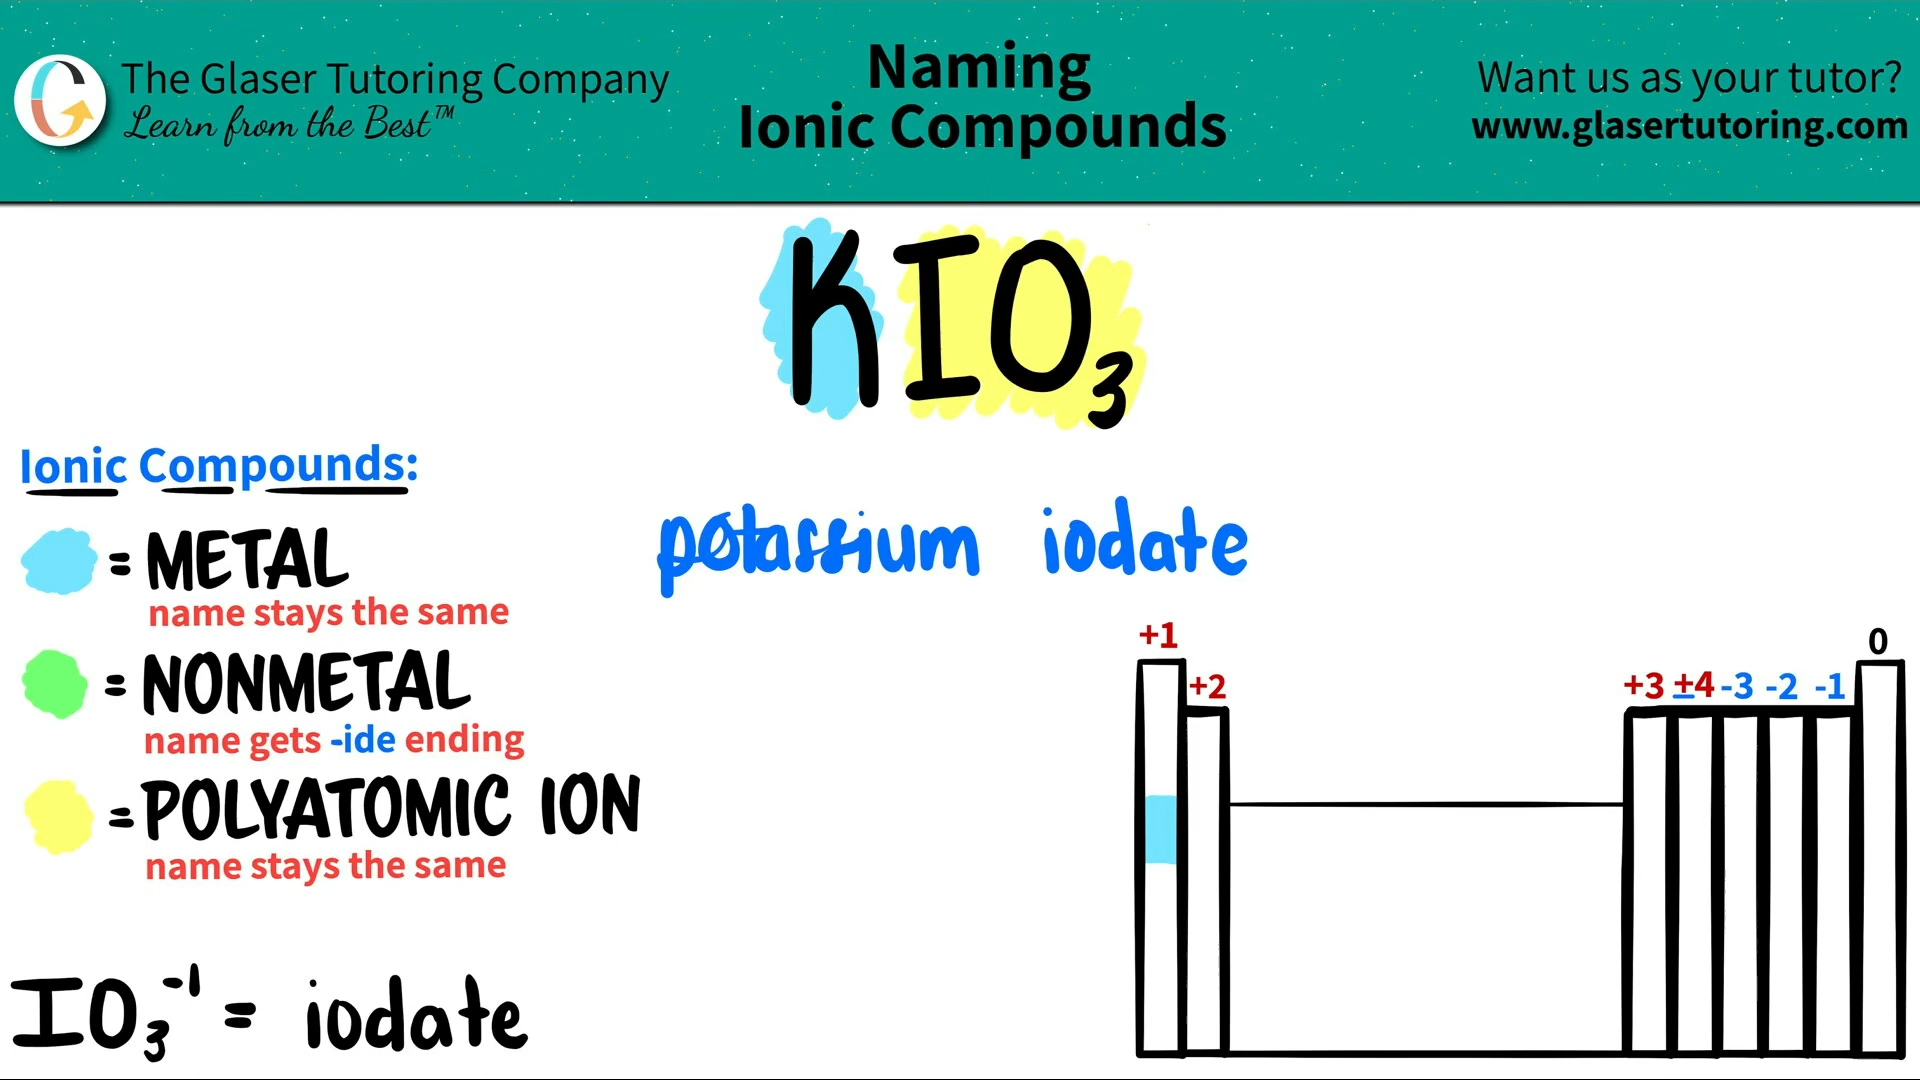 The Glaser Tutoring Company
Learn from the Best™
Naming
Ionic Compounds
Want us as your tutor?
www.glasertutoring.com
KIO₃
Ionic Compounds:
= METAL
name stays the same
= NONMETAL
name gets -ide ending
= POLYATOMIC ION
name stays the same
potassium iodate
+1
+2
+3 ±4 -3 -2 -1
0
IO₃⁻¹ = iodate